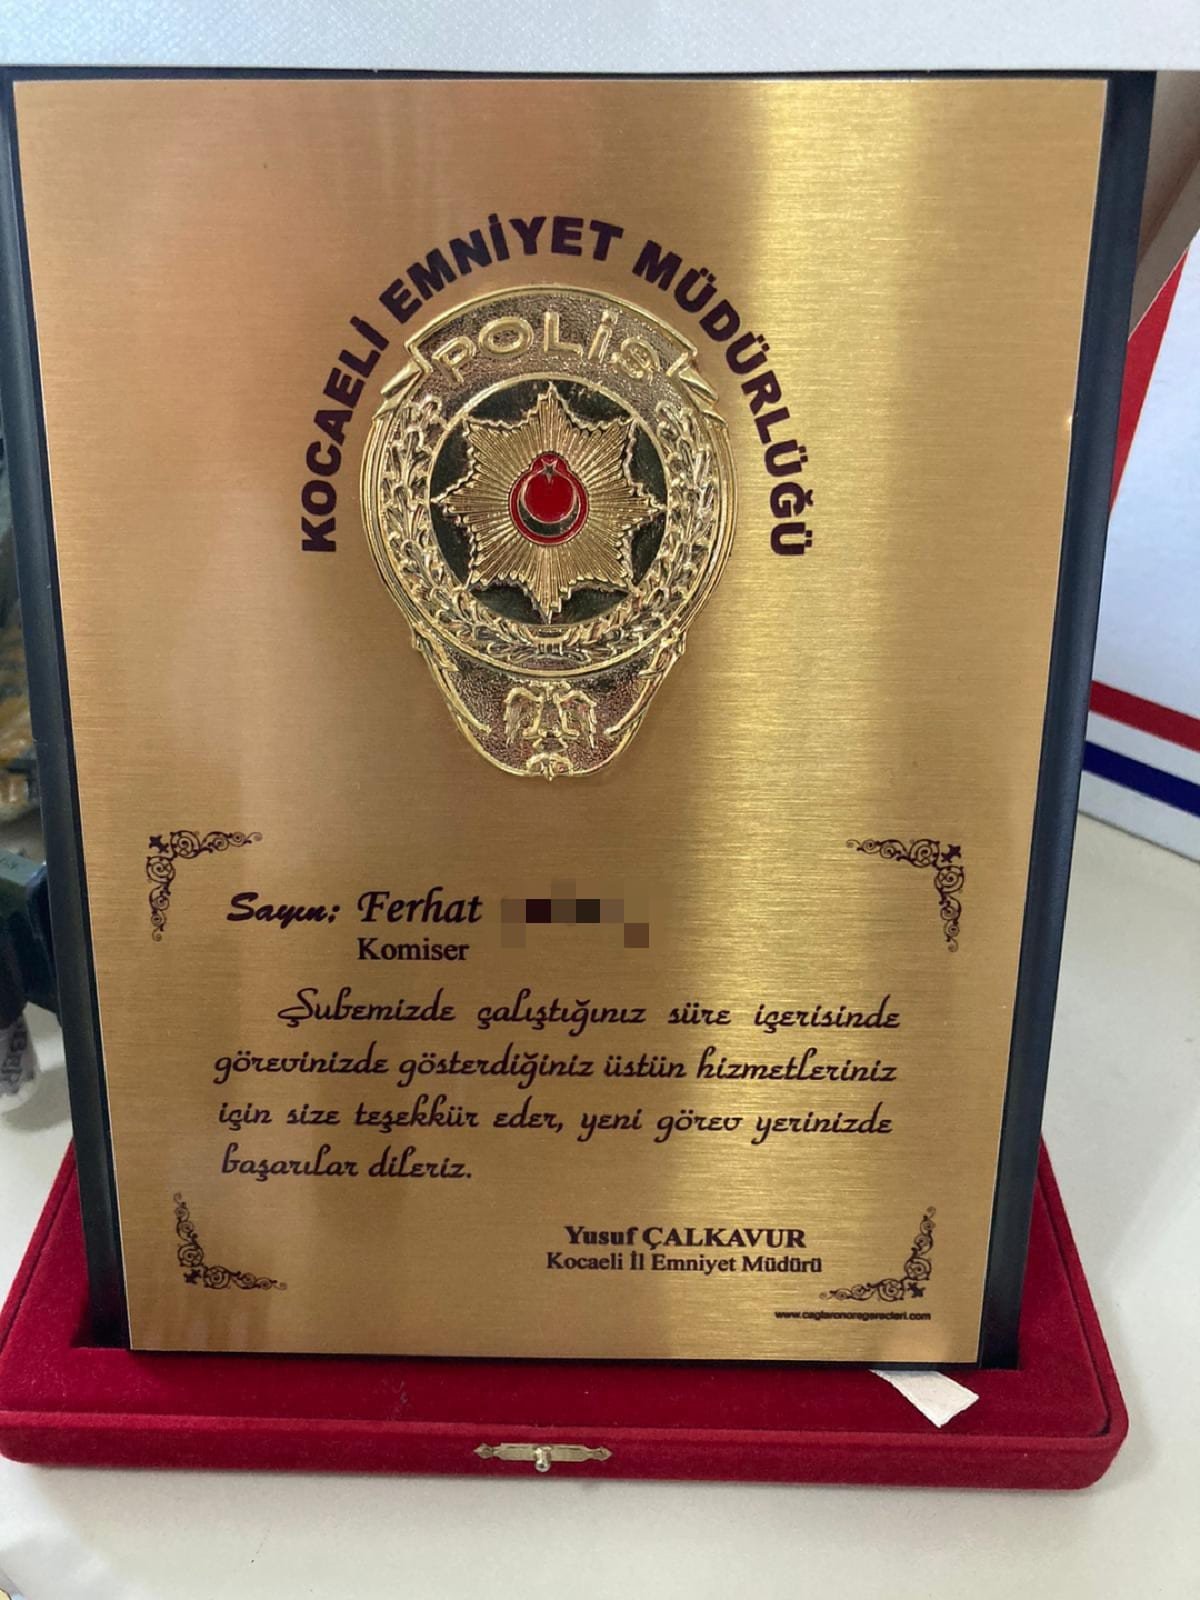 KOCAELİ EMNİYET MÜDÜRLÜĞÜ
POLİS
Sayın; Ferhat
Komiser
Şubemizde çalıştığınız süre içerisinde
görevinizde gösterdiğiniz üstün hizmetleriniz
için size teşekkür eder, yeni görev yerinizde
başarılar dileriz.
Yusuf ÇALKAVUR
Kocaeli İl Emniyet Müdürü